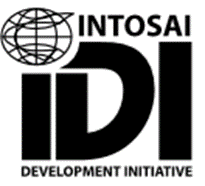 INTOSAI
iDI
DEVELOPMENT INITIATIVE